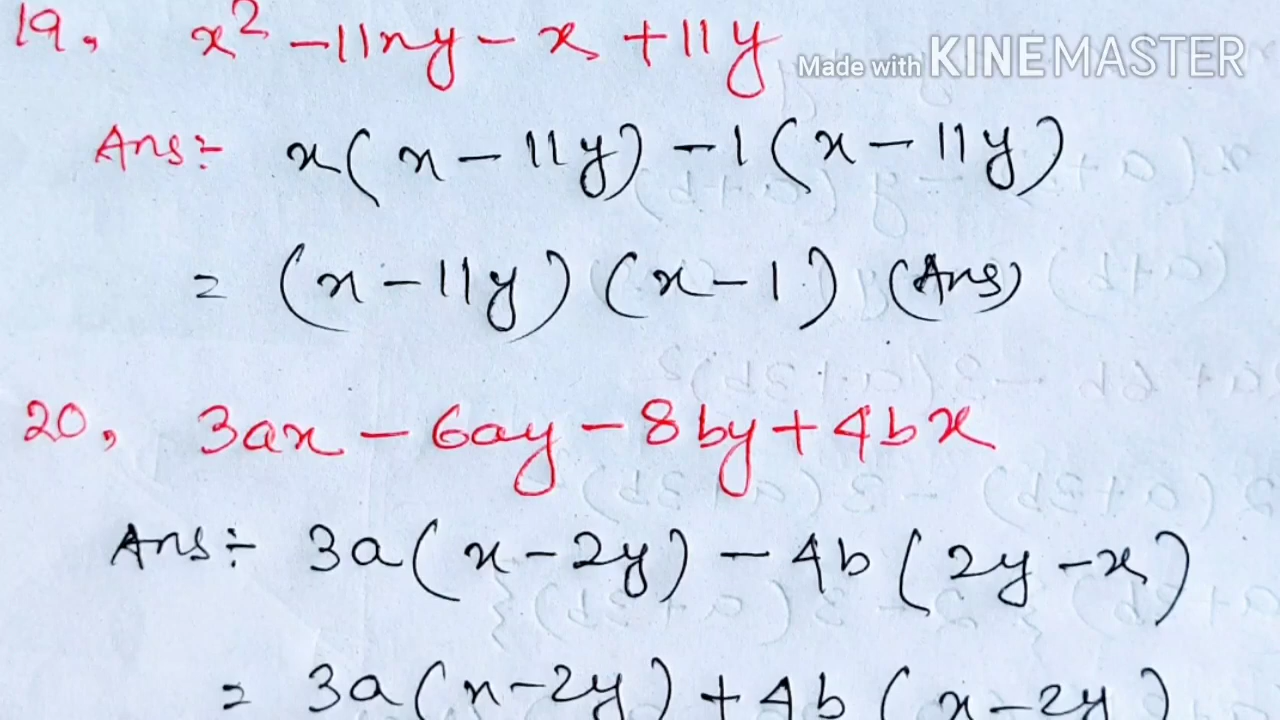 19, x² - 11xy - x + 11y
Made with KINEMASTER
Ans:- x(x - 11y) - 1(x - 11y)
= (x - 11y) (x - 1) (Ans)
20, 3ax - 6ay - 8by + 4bx
Ans:- 3a(x - 2y) - 4b(2y - x)
= 3a(x - 2y) + 4b(x - 2y)